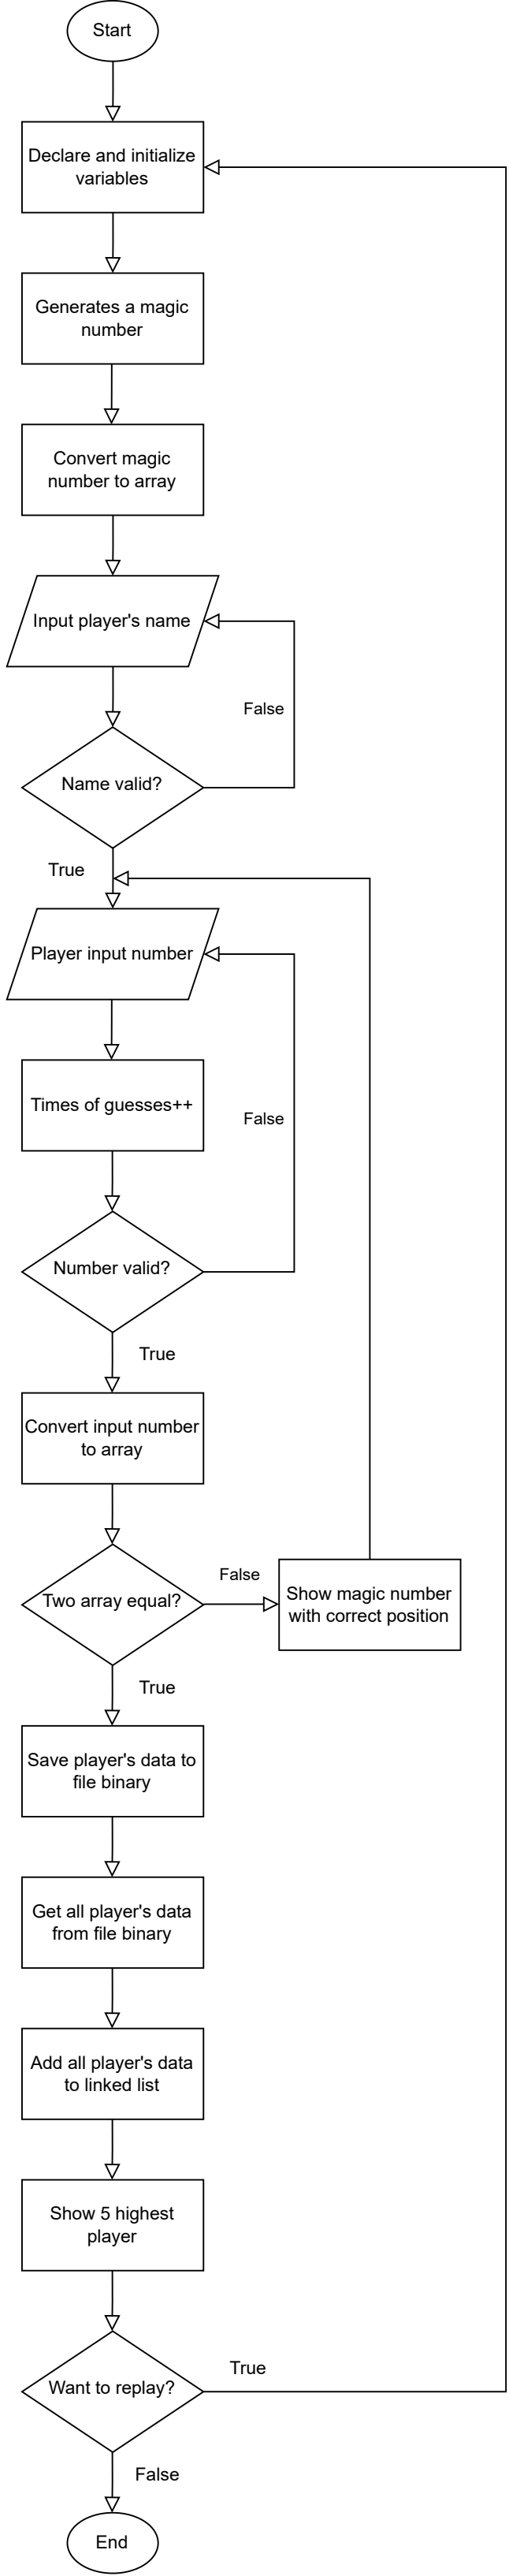 Start
Declare and initialize
variables
Generates a magic
number
Convert magic
number to array
Input player's name
False
Name valid?
True
Player input number
Times of guesses++
False
Number valid?
True
Convert input number
to array
False
Two array equal?
Show magic number
with correct position
True
Save player's data to
file binary
Get all player's data
from file binary
Add all player's data
to linked list
Show 5 highest
player
True
Want to replay?
False
End